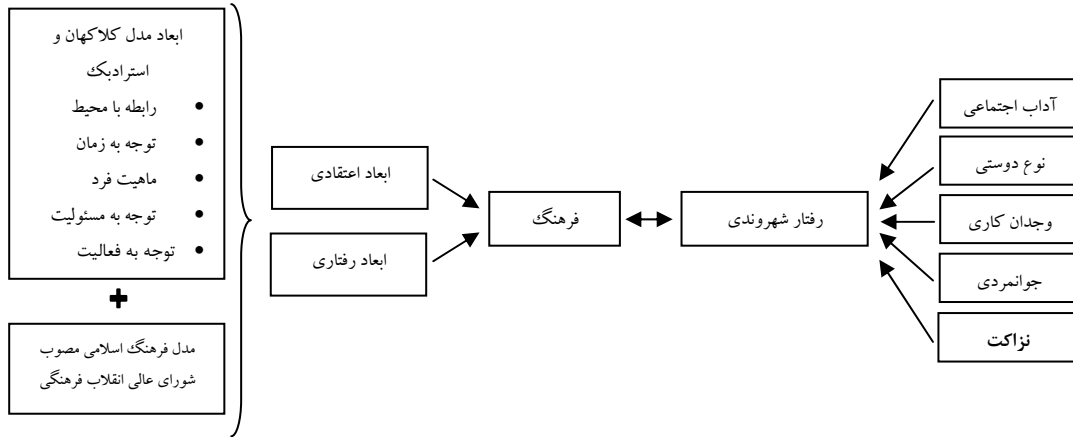 ابعاد مدل کلاکهان و
استرادبک
• رابطه با محیط
• توجه به زمان
• ماهیت فرد
• توجه به مسئولیت
• توجه به فعالیت
+
مدل فرهنگ اسلامی مصوب
شورای عالی انقلاب فرهنگی
ابعاد اعتقادی
ابعاد رفتاری
فرهنگ
رفتار شهروندی
آداب اجتماعی
نوع دوستی
وجدان کاری
جوانمردی
نزاکت